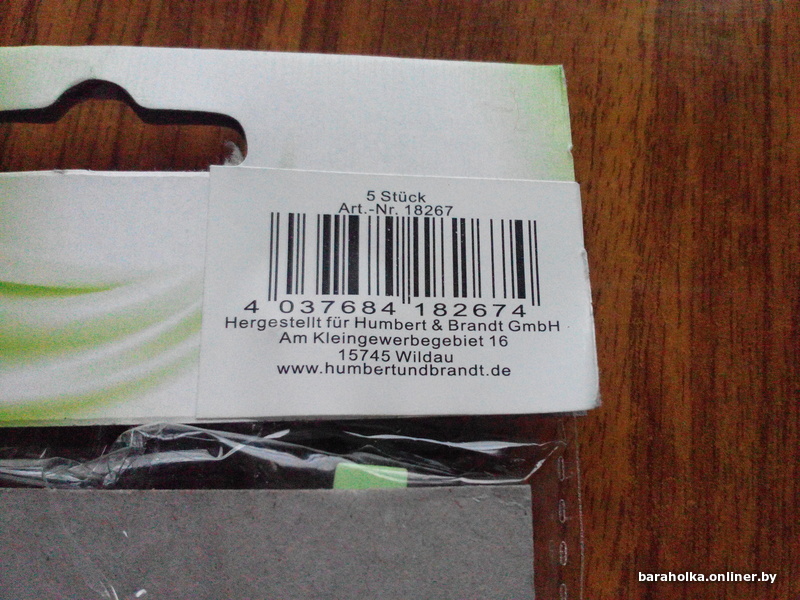 5 Stück
Art.-Nr. 18267
4 037684 182674
Hergestellt für Humbert & Brandt GmbH
Am Kleingewerbegebiet 16
15745 Wildau
www.humbertundbrandt.de
baraholka.onliner.by